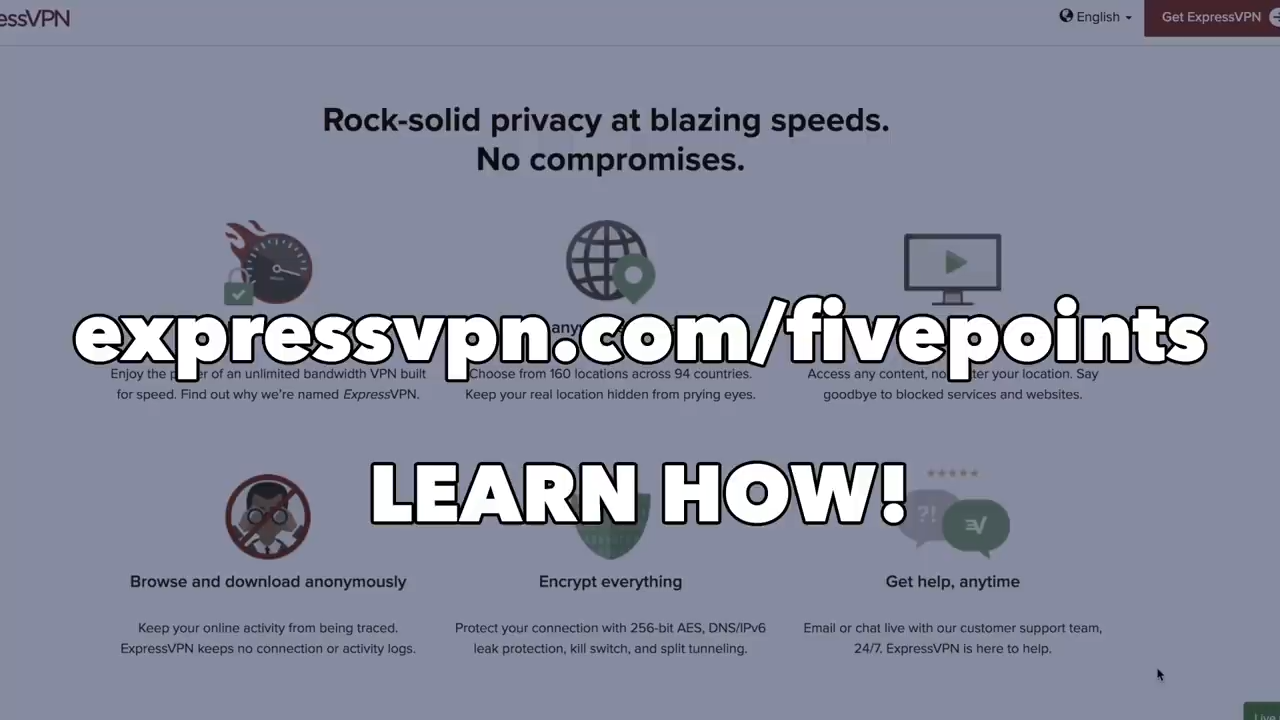 essVPN
English
Get ExpressVPN
Rock-solid privacy at blazing speeds.
No compromises.
expressvpn.com/fivepoints
Enjoy the of an unlimited bandwidth VPN built
for speed. Find out why we're named ExpressVPN.
Choose from 160 locations across 94 countries.
Keep your real location hidden from prying eyes.
Access any content, no your location. Say
goodbye to blocked services and websites.
LEARN HOW!
?!
Browse and download anonymously
Keep your online activity from being traced.
ExpressVPN keeps no connection or activity logs.
Encrypt everything
Protect your connection with 256-bit AES, DNS/IPv6
leak protection, kill switch, and split tunneling.
Get help, anytime
Email or chat live with our customer support team,
24/7. ExpressVPN is here to help.